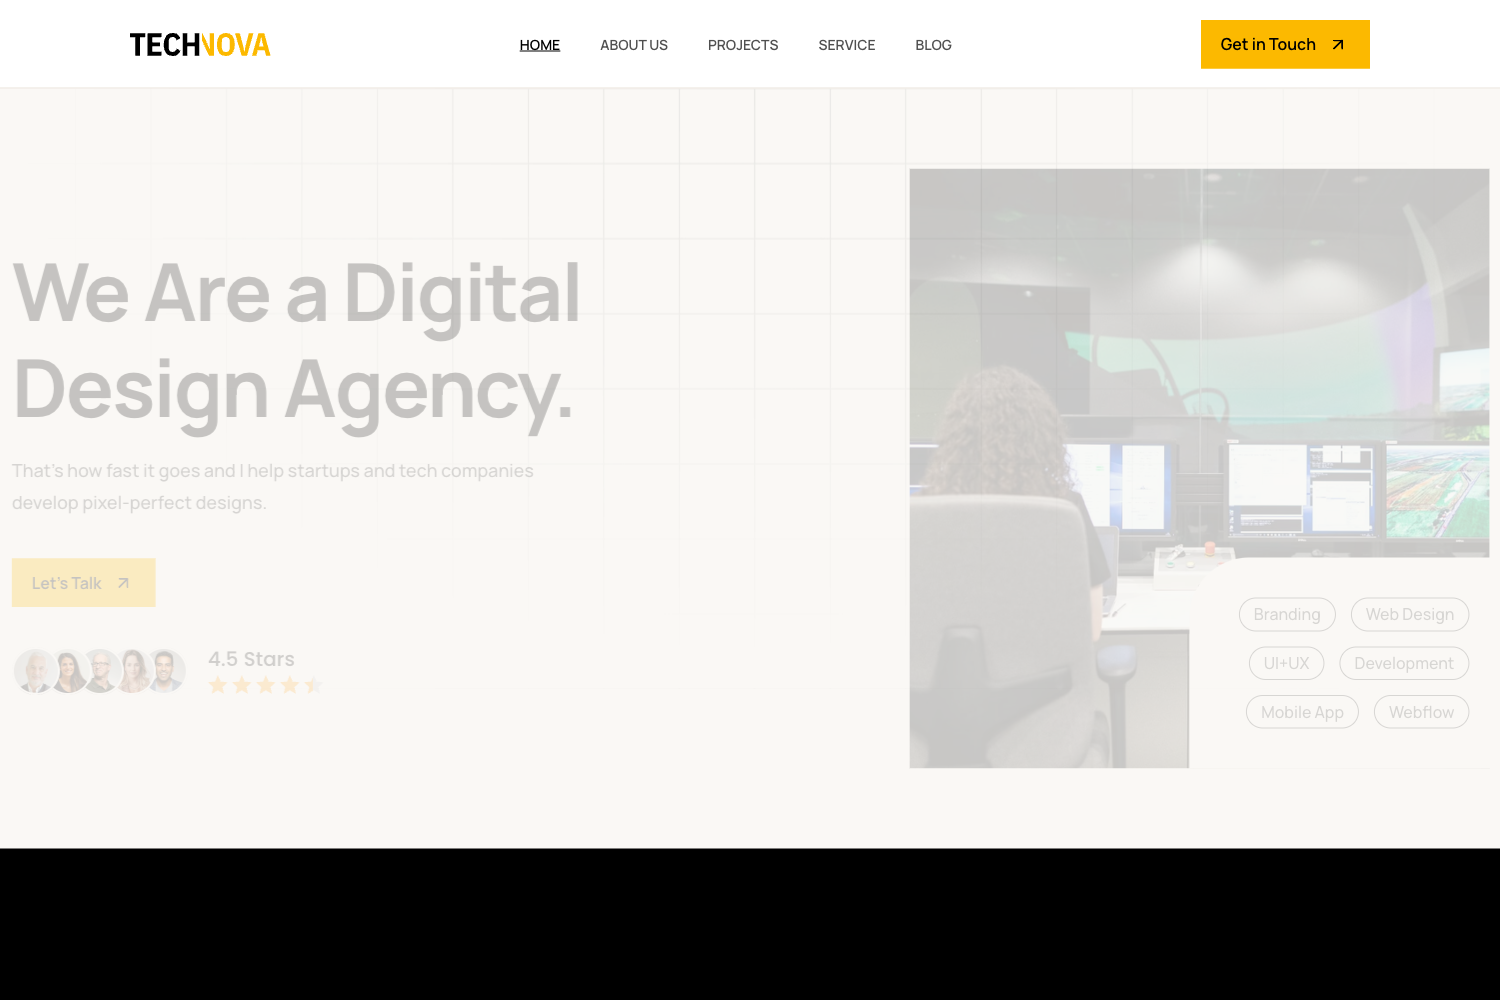 TECHNOVA
HOME
ABOUT US
PROJECTS
SERVICE
BLOG
Get in Touch
We Are a Digital
Design Agency.
That's how fast it goes and I help startups and tech companies
develop pixel-perfect designs.
Let's Talk
4.5 Stars
Branding
Web Design
UI+UX
Development
Mobile App
Webflow